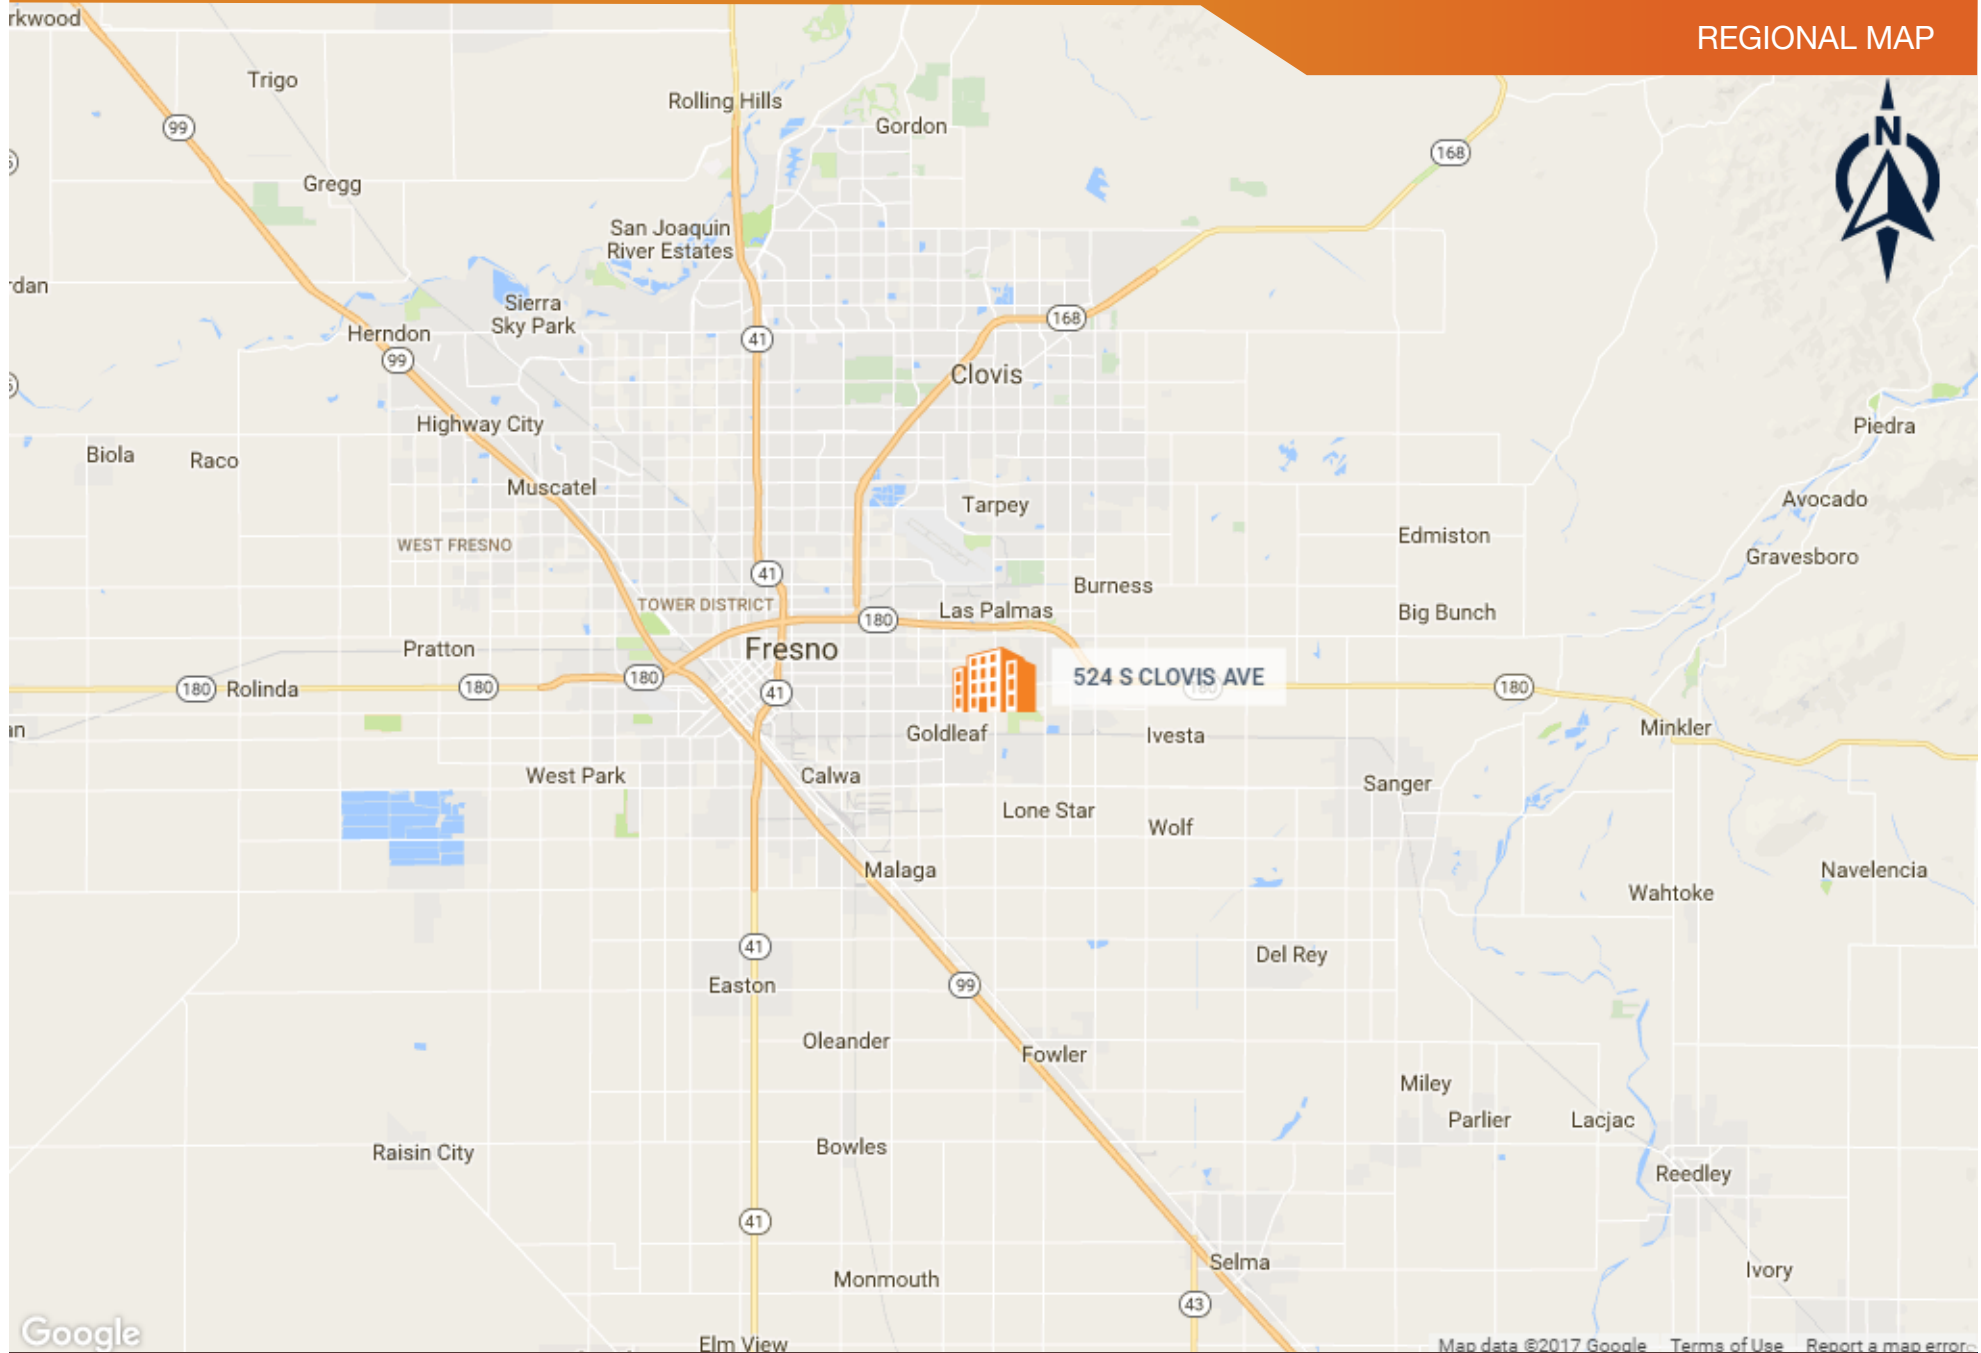 REGIONAL MAP
rkwood
Trigo
Rolling Hills
Gordon
99
168
N
Gregg
San Joaquin
River Estates
rdan
Sierra
Sky Park
Herndon
99
41
168
Clovis
Highway City
Piedra
Biola
Raco
Muscatel
Tarpey
Avocado
Edmiston
WEST FRESNO
Gravesboro
41
Burness
TOWER DISTRICT
Las Palmas
Big Bunch
180
Pratton
Fresno
180
180
Rolinda
180
41
524 S CLOVIS AVE
180
180
an
Goldleaf
Ivesta
Minkler
West Park
Calwa
Sanger
Lone Star
Wolf
Malaga
Navelencia
Wahtoke
41
Del Rey
Easton
99
Oleander
Fowler
Miley
Parlier
Lacjac
Bowles
Raisin City
Reedley
41
Selma
Ivory
Monmouth
43
Google
Elm View
Map data ©2017 Google Terms of Use Report a map error